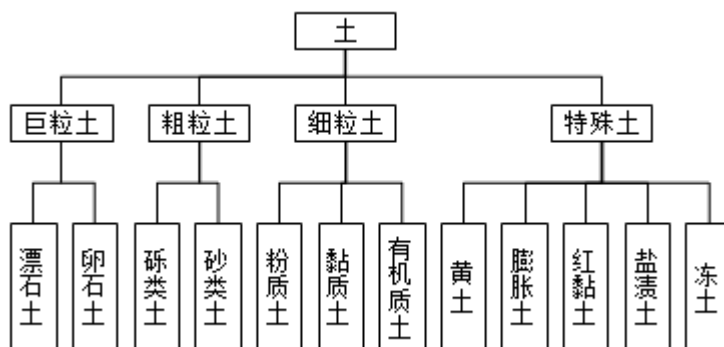 土
巨粒土
粗粒土
细粒土
特殊土
漂石土
卵石土
砾类土
砂类土
粉质土
黏质土
有机质土
黄土
膨胀土
红黏土
盐渍土
冻土